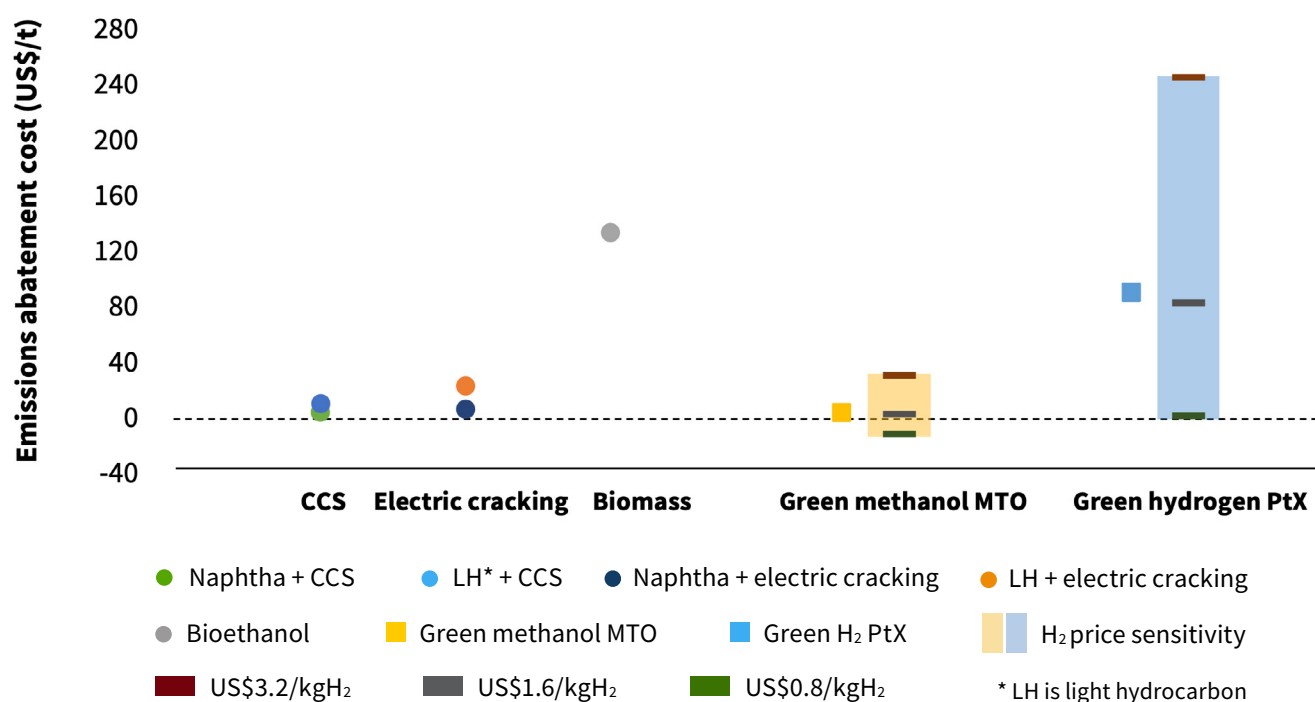 Emissions abatement cost (US$/t)
280
240
200
160
120
80
40
0
-40
CCS Electric cracking Biomass Green methanol MTO Green hydrogen PtX
Naphtha + CCS LH* + CCS Naphtha + electric cracking LH + electric cracking
Bioethanol Green methanol MTO Green H₂ PtX H₂ price sensitivity
US$3.2/kgH₂ US$1.6/kgH₂ US$0.8/kgH₂ * LH is light hydrocarbon